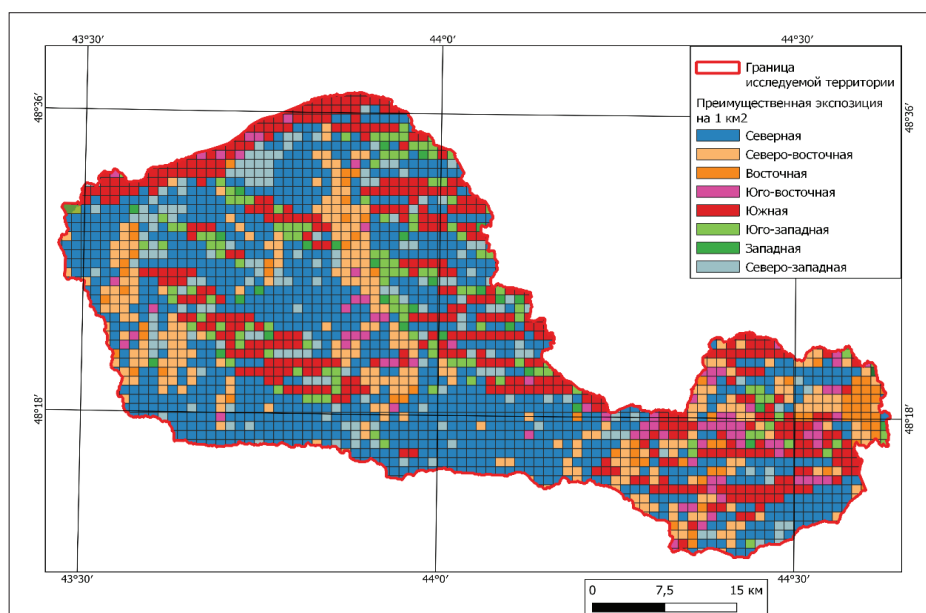 43°30'
44°0'
44°30'
48°36'
48°36'
Граница
исследуемой территории
Преимущественная экспозиция
на 1 км2
Северная
Северо-восточная
Восточная
Юго-восточная
Южная
Юго-западная
Западная
Северо-западная
48°18'
48°18'
43°30'
44°0'
44°30'
0 7,5 15 км